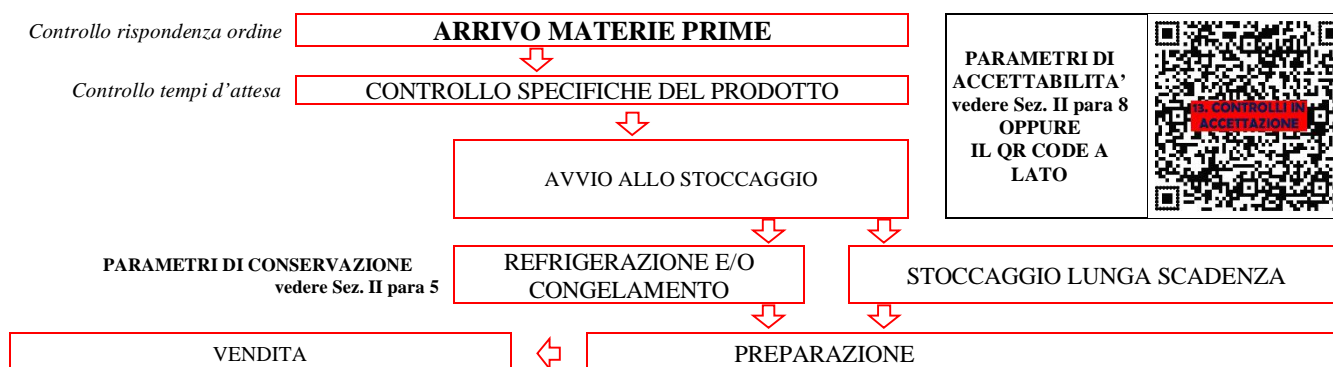 Controllo rispondenza ordine
ARRIVO MATERIE PRIME
Controllo tempi d'attesa
CONTROLLO SPECIFICHE DEL PRODOTTO
AVVIO ALLO STOCCAGGIO
PARAMETRI DI
ACCETTABILITA'
vedere Sez. II para 8
OPPURE
IL QR CODE A
LATO
13. CONTROLLI IN
ACCETTAZIONE
PARAMETRI DI CONSERVAZIONE
vedere Sez. II para 5
REFRIGERAZIONE E/O
CONGELAMENTO
STOCCAGGIO LUNGA SCADENZA
VENDITA
PREPARAZIONE